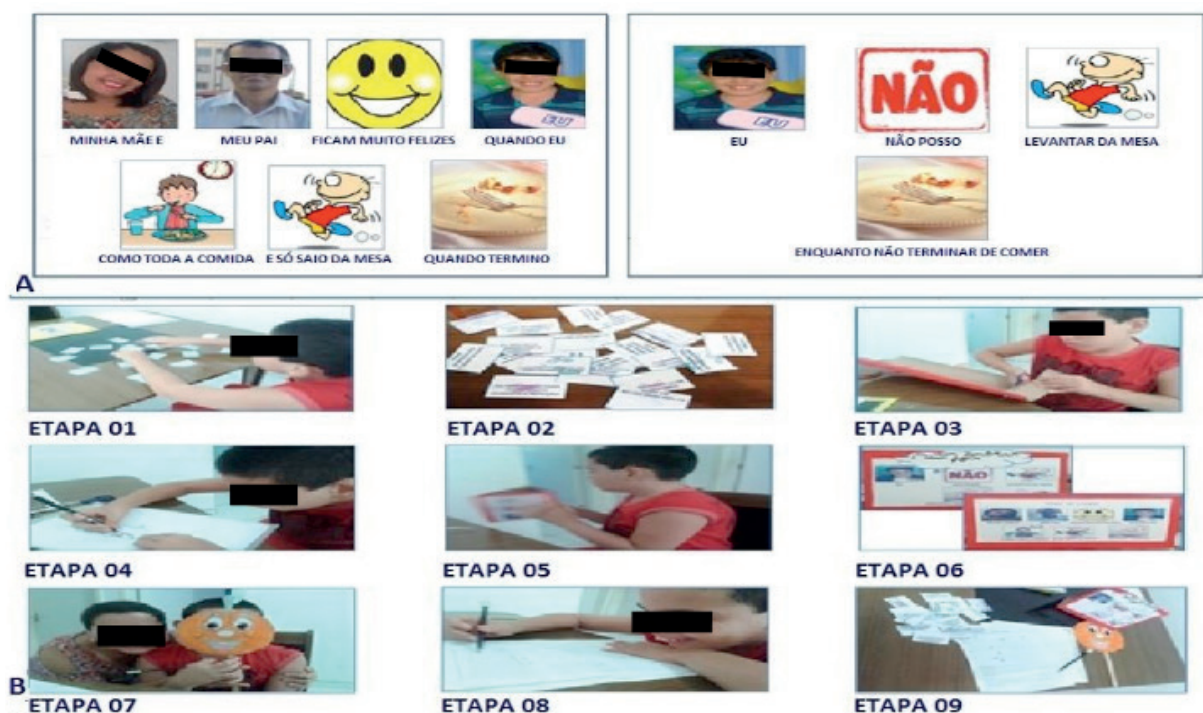 EU
EU
NÃO
MINHA MÃE E MEU PAI FICAM MUITO FELIZES QUANDO EU
EU NÃO POSSO LEVANTAR DA MESA
COMO TODA A COMIDA E SÓ SAIO DA MESA QUANDO TERMINO
ENQUANTO NÃO TERMINAR DE COMER
A
ETAPA 01 ETAPA 02 ETAPA 03
NÃO
ETAPA 04 ETAPA 05 ETAPA 06
B
ETAPA 07 ETAPA 08 ETAPA 09